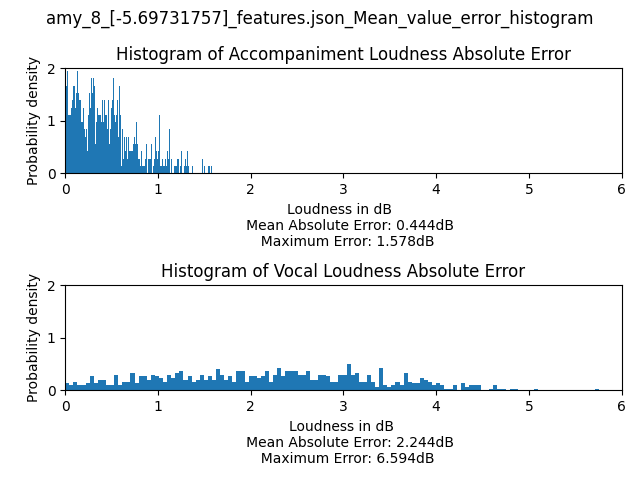 amy_8_[-5.69731757]_features.json_Mean_value_error_histogram
Histogram of Accompaniment Loudness Absolute Error
Probability density
2
1
0
0 1 2 3 4 5 6
Loudness in dB
Mean Absolute Error: 0.444dB
Maximum Error: 1.578dB
Histogram of Vocal Loudness Absolute Error
Probability density
2
1
0
0 1 2 3 4 5 6
Loudness in dB
Mean Absolute Error: 2.244dB
Maximum Error: 6.594dB